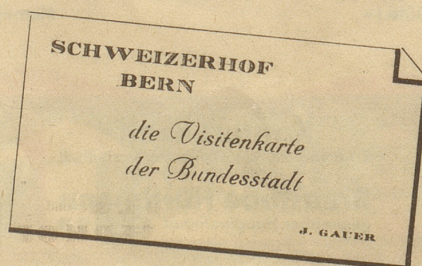 SCHWEIZERHOF
BERN
die Visitenkarte
der Bundesstadt
J. GAUER